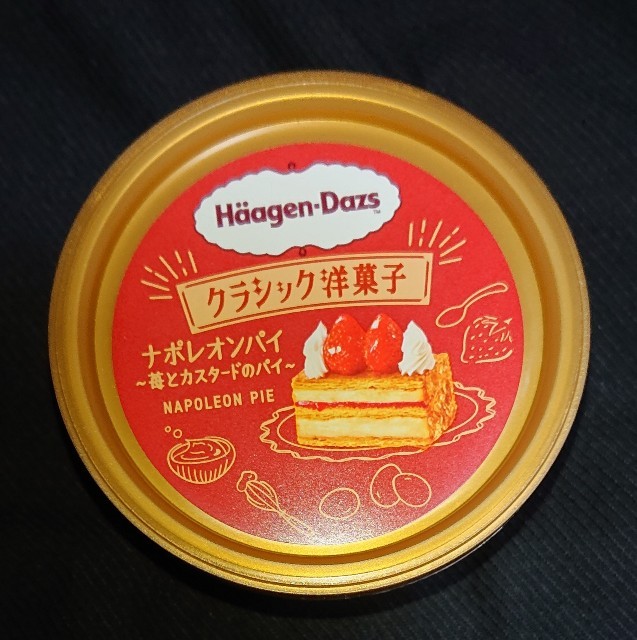 Häagen-Dazs
TM
クラシック洋菓子
ナポレオンパイ
~苺とカスタードのパイ~
NAPOLEON PIE